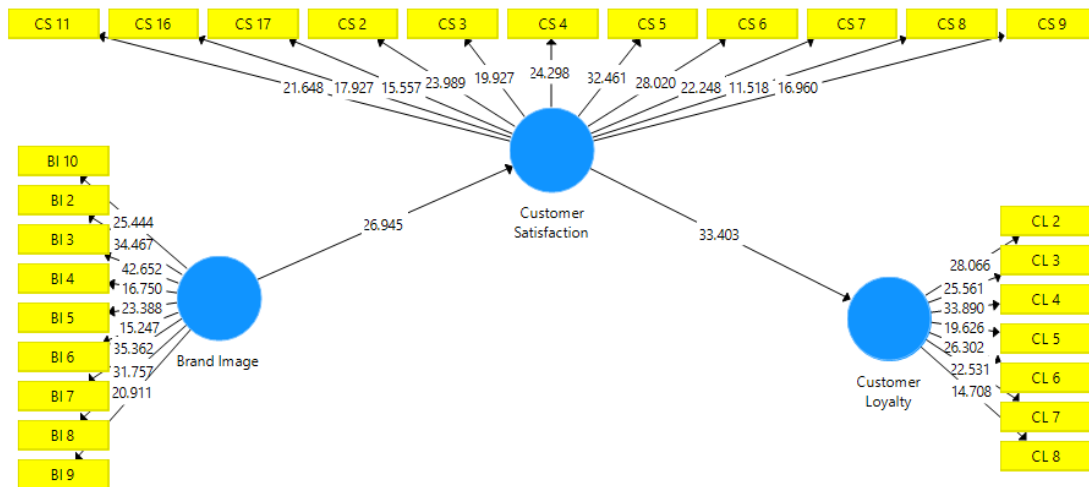 CS 11 CS 16 CS 17 CS 2 CS 3 CS 4 CS 5 CS 6 CS 7 CS 8 CS 9
21.648 17.927 15.557 23.989 19.927 24.298 32.461 28.020 22.248 11.518 16.960
BI 10
BI 2
BI 3
BI 4
BI 5
BI 6
BI 7
BI 8
BI 9
25.444
34.467
42.652
16.750
23.388
15.247
35.362
31.757
20.911
Brand Image
26.945
Customer
Satisfaction
33.403
Customer
Loyalty
28.066
25.561
33.890
19.626
26.302
22.531
14.708
CL 2
CL 3
CL 4
CL 5
CL 6
CL 7
CL 8